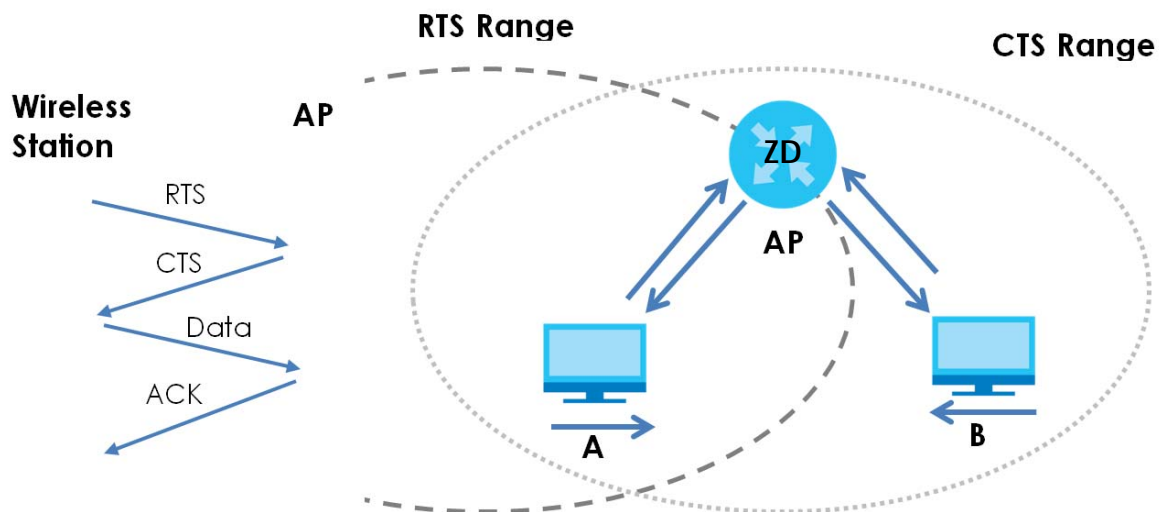 RTS Range
CTS Range
Wireless
Station
AP
RTS
CTS
Data
ACK
ZD
AP
A
B